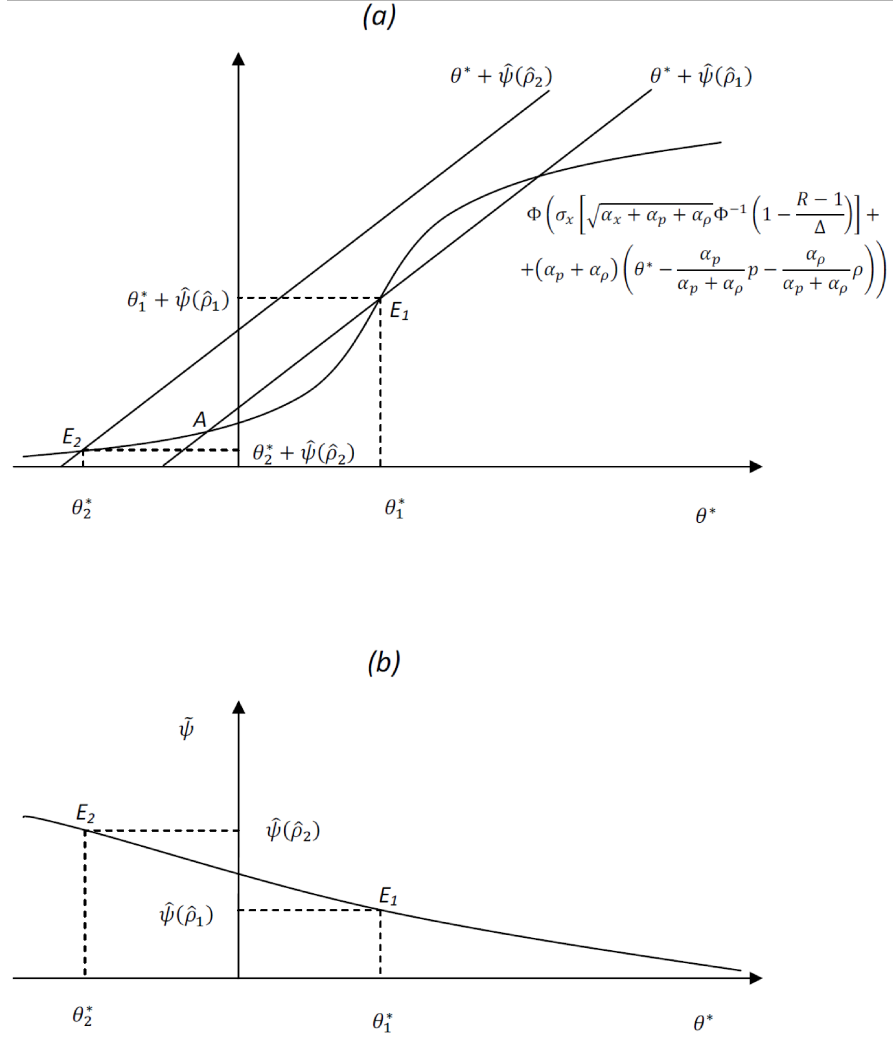 (a)
θ* + ψ̂(ρ̂₂) θ* + ψ̂(ρ̂₁)
Φ(σₓ[√(αₓ + αₚ + α_ρ)Φ⁻¹(1 − (R − 1)/Δ)] +
+(αₚ + α_ρ)(θ* − αₚ/(αₚ + α_ρ) p − α_ρ/(αₚ + α_ρ) ρ))
θ₁* + ψ̂(ρ̂₁)
E₁
A
E₂
θ₂* + ψ̂(ρ̂₂)
θ₂* θ₁* θ*
(b)
ψ̃
E₂
ψ̂(ρ̂₂)
E₁
ψ̂(ρ̂₁)
θ₂* θ₁* θ*